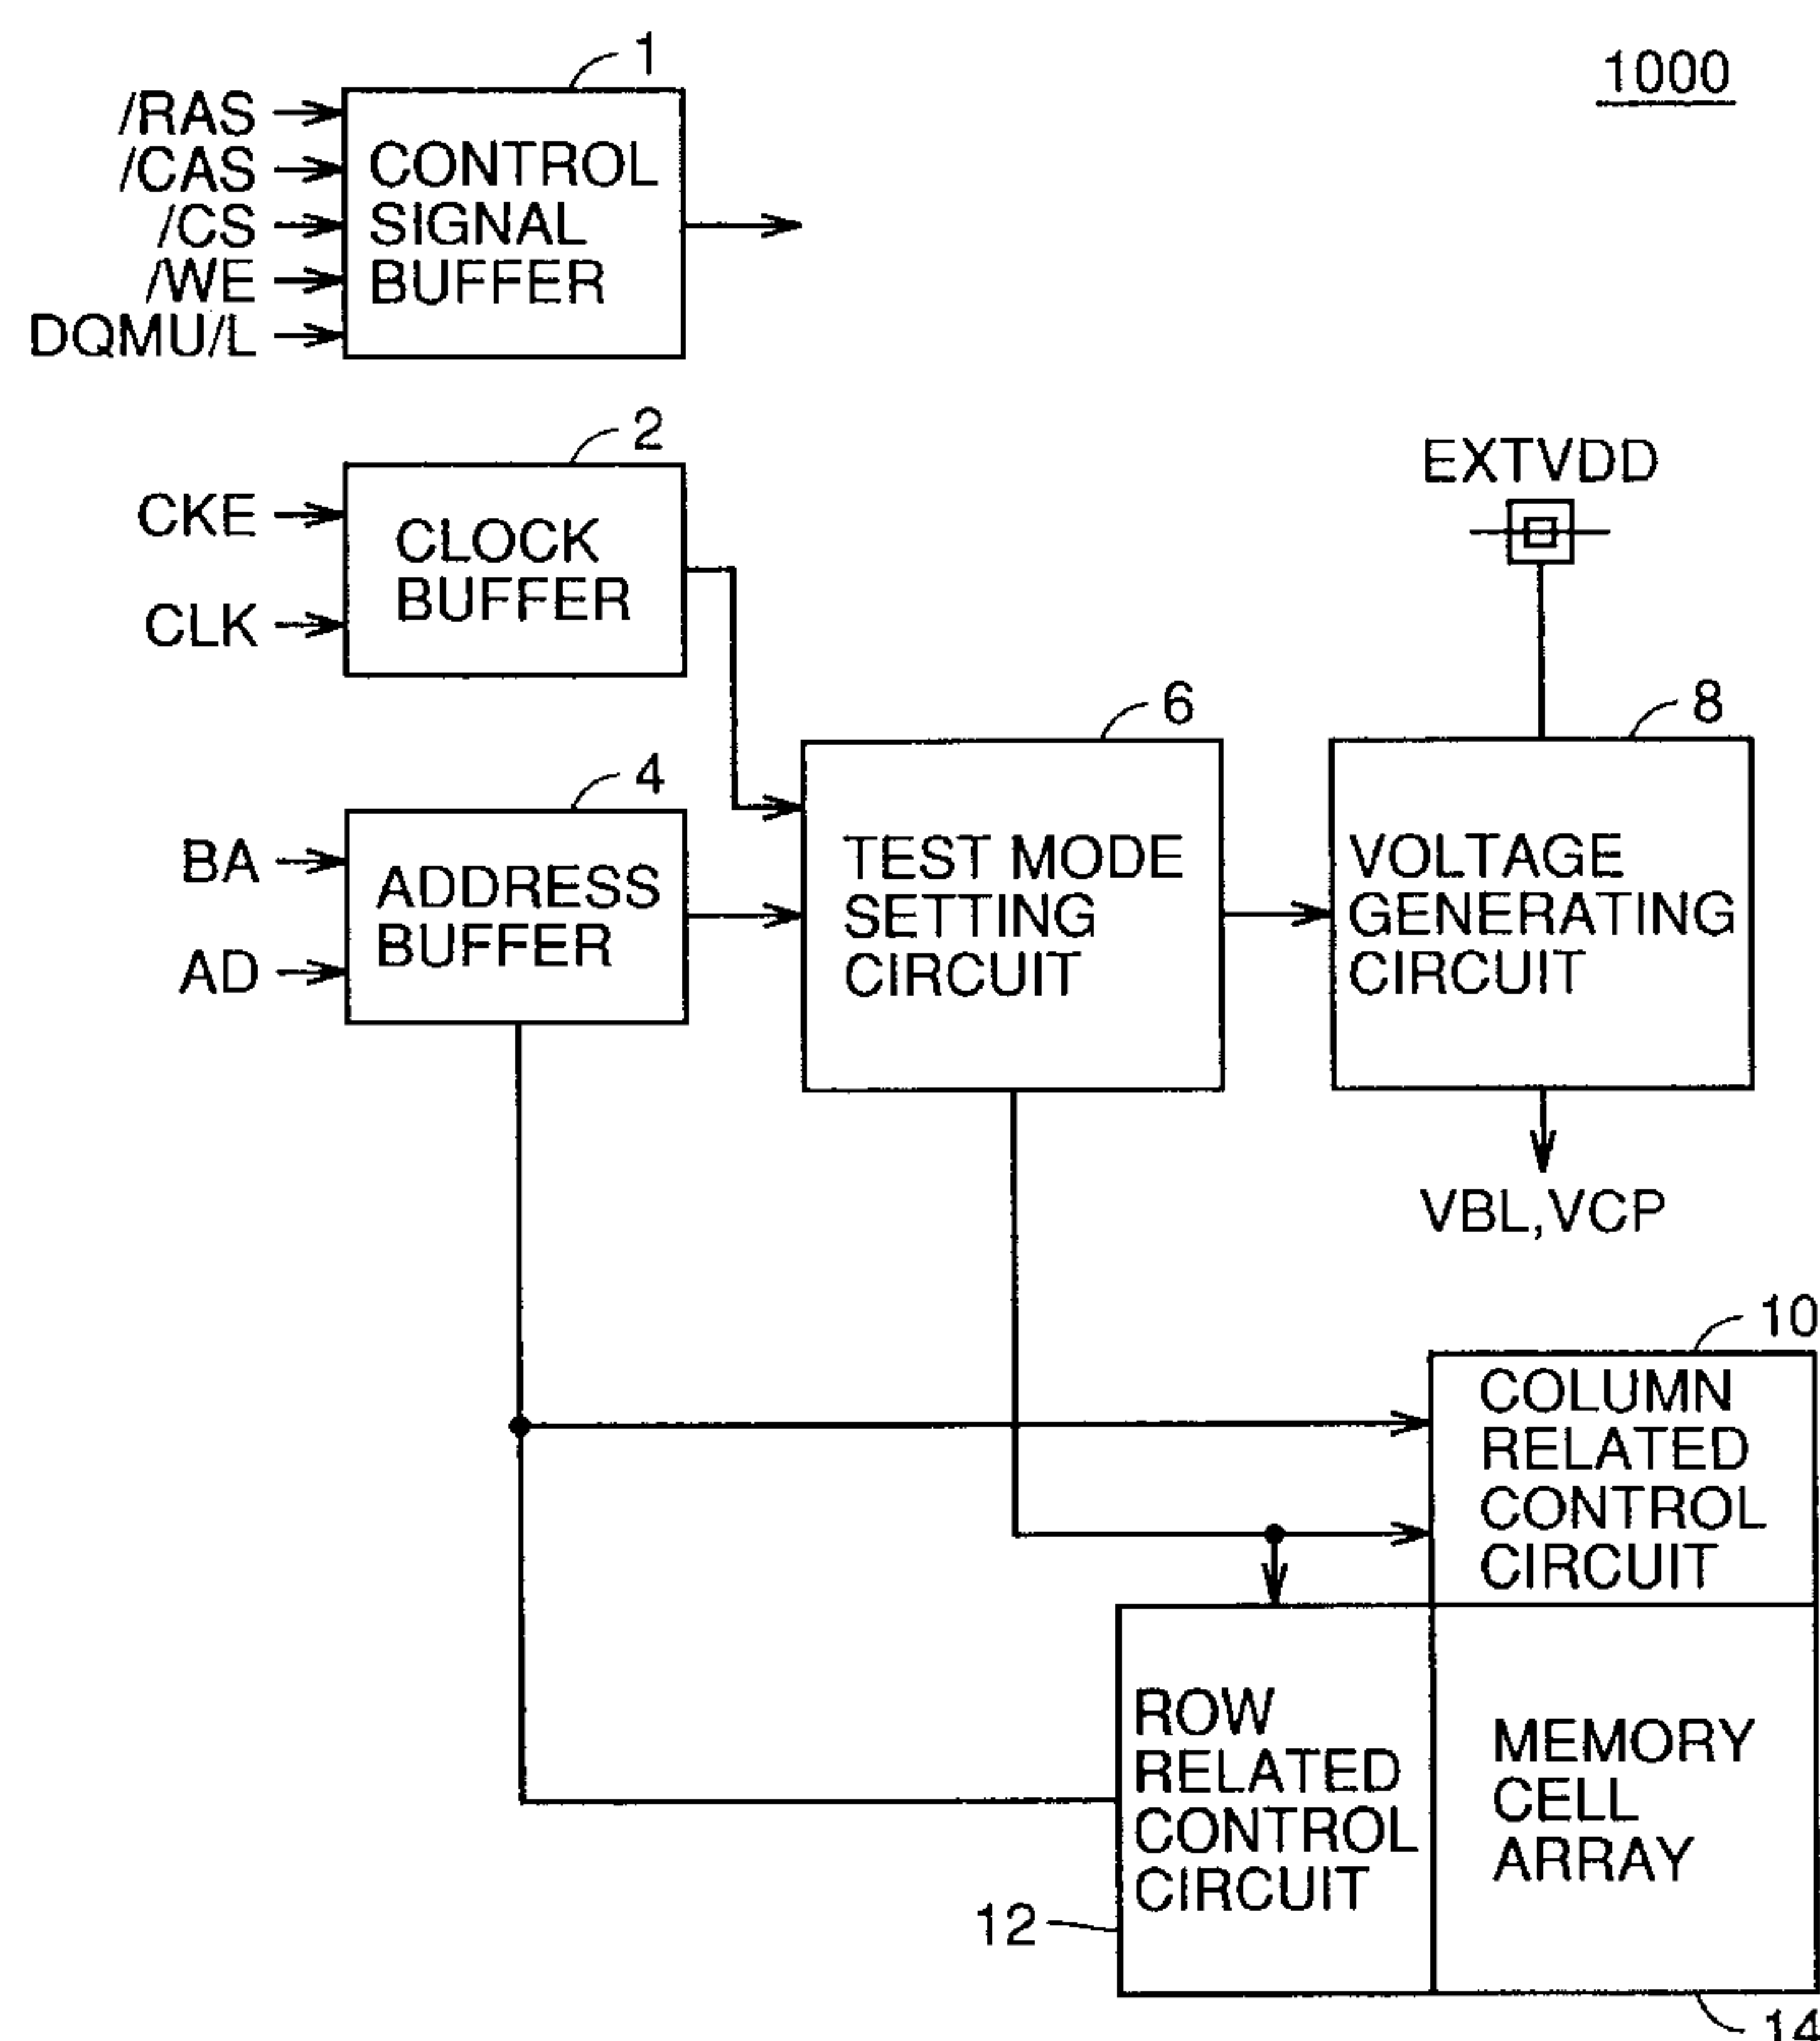 1000
1
/RAS
/CAS
/CS
/WE
DQMU/L
CONTROL
SIGNAL
BUFFER
2
CKE
CLK
CLOCK
BUFFER
EXTVDD
4
BA
AD
ADDRESS
BUFFER
6
TEST MODE
SETTING
CIRCUIT
8
VOLTAGE
GENERATING
CIRCUIT
VBL,VCP
10
COLUMN
RELATED
CONTROL
CIRCUIT
ROW
RELATED
CONTROL
CIRCUIT
12
MEMORY
CELL
ARRAY
14